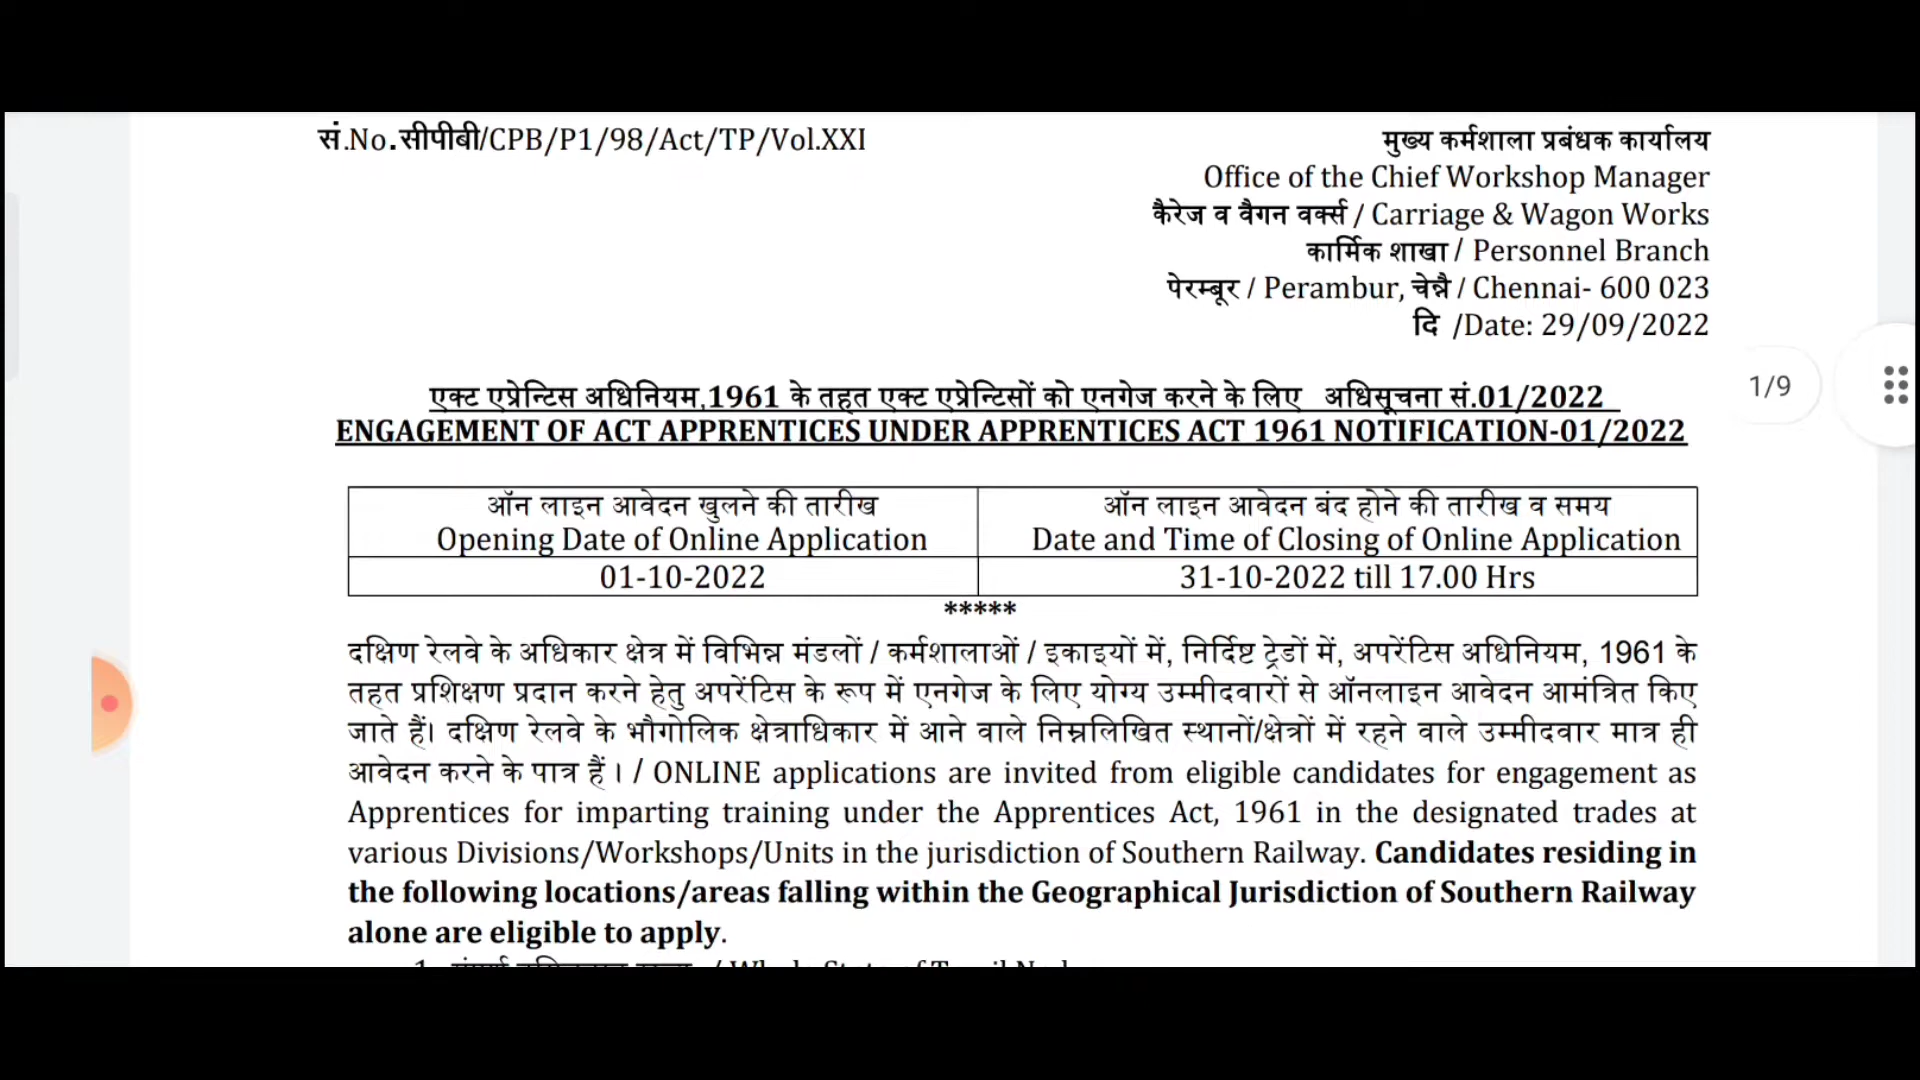 सं.No.सीपीबी/CPB/P1/98/Act/TP/Vol.XXI
मुख्य कर्मशाला प्रबंधक कार्यालय
Office of the Chief Workshop Manager
कैरेज व वैगन वर्क्स / Carriage & Wagon Works
कार्मिक शाखा / Personnel Branch
पेरम्बूर / Perambur, चेन्नै / Chennai- 600 023
दि /Date: 29/09/2022
1/9
एक्ट एप्रेन्टिस अधिनियम,1961 के तहत एक्ट एप्रेन्टिसों को एनगेज करने के लिए अधिसूचना सं.01/2022
ENGAGEMENT OF ACT APPRENTICES UNDER APPRENTICES ACT 1961 NOTIFICATION-01/2022
ऑन लाइन आवेदन खुलने की तारीख
Opening Date of Online Application
ऑन लाइन आवेदन बंद होने की तारीख व समय
Date and Time of Closing of Online Application
01-10-2022
31-10-2022 till 17.00 Hrs
*****
दक्षिण रेलवे के अधिकार क्षेत्र में विभिन्न मंडलों / कर्मशालाओं / इकाइयों में, निर्दिष्ट ट्रेडों में, अपरेंटिस अधिनियम, 1961 के
तहत प्रशिक्षण प्रदान करने हेतु अपरेंटिस के रूप में एनगेज के लिए योग्य उम्मीदवारों से ऑनलाइन आवेदन आमंत्रित किए
जाते हैं। दक्षिण रेलवे के भौगोलिक क्षेत्राधिकार में आने वाले निम्नलिखित स्थानों/क्षेत्रों में रहने वाले उम्मीदवार मात्र ही
आवेदन करने के पात्र हैं । / ONLINE applications are invited from eligible candidates for engagement as
Apprentices for imparting training under the Apprentices Act, 1961 in the designated trades at
various Divisions/Workshops/Units in the jurisdiction of Southern Railway. Candidates residing in
the following locations/areas falling within the Geographical Jurisdiction of Southern Railway
alone are eligible to apply.